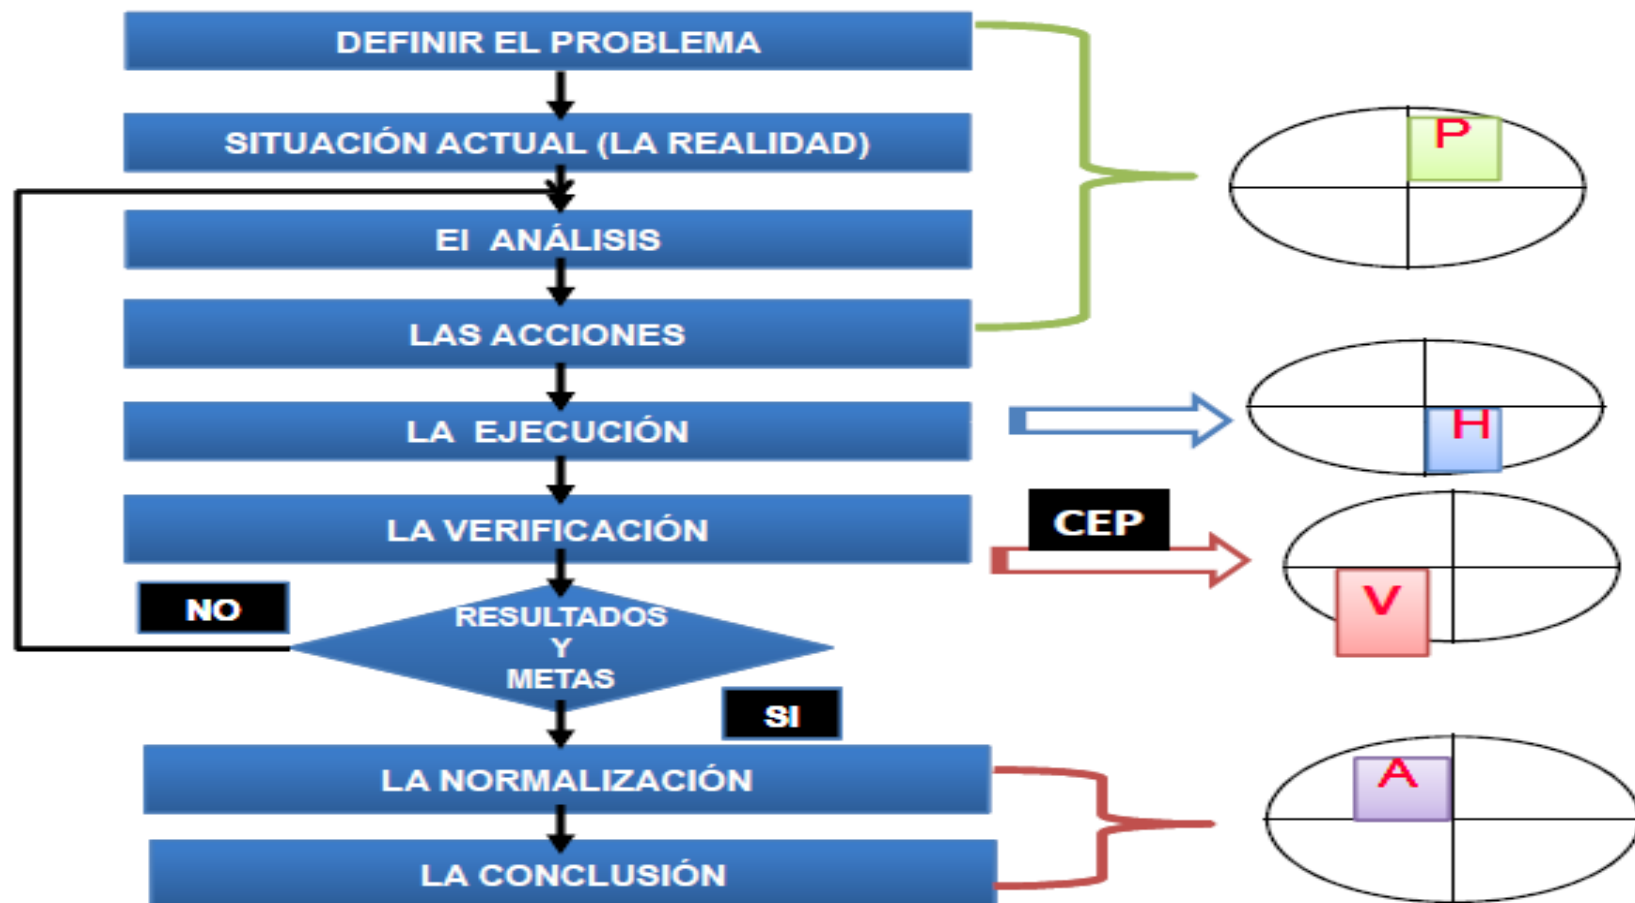 DEFINIR EL PROBLEMA
SITUACIÓN ACTUAL (LA REALIDAD)
El ANÁLISIS
LAS ACCIONES
LA EJECUCIÓN
LA VERIFICACIÓN
NO
RESULTADOS
Y
METAS
SI
LA NORMALIZACIÓN
LA CONCLUSIÓN
P
H
CEP
V
A